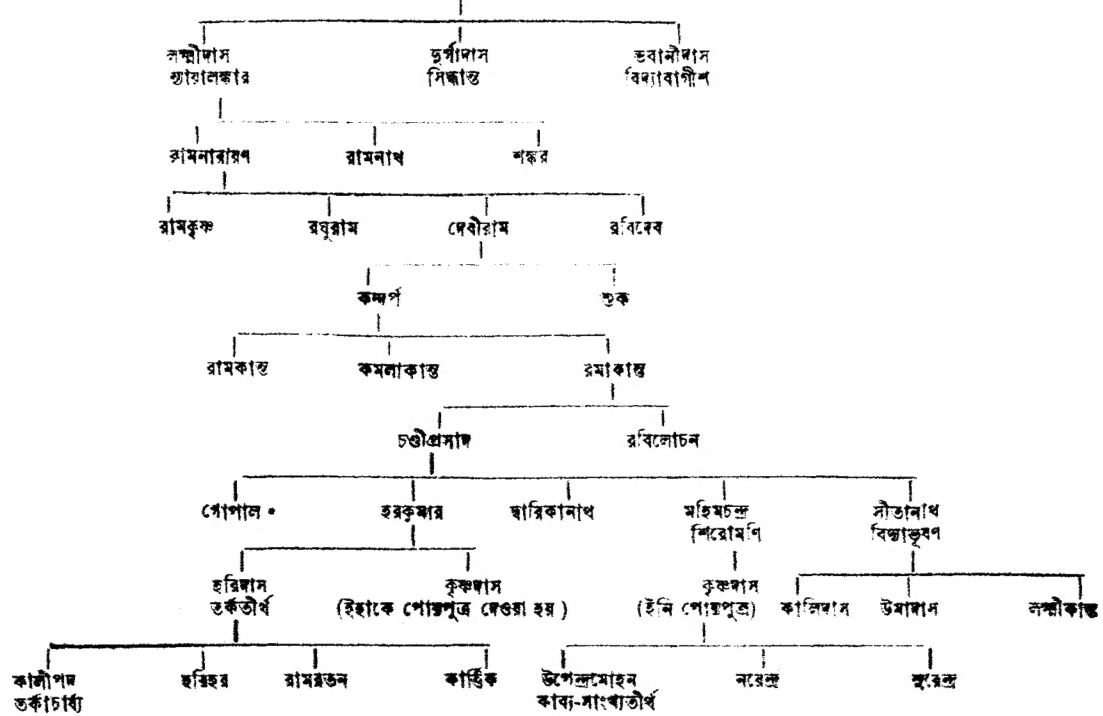 লক্ষ্মীদাস দুর্গাদাস ভবানীদাস
ন্যায়ালঙ্কার সিদ্ধান্ত বিদ্যাবাগীশ
রামনারায়ণ রামনাথ শঙ্কর
রামকৃষ্ণ রঘুরাম দেবীরাম রবিদেব
কন্দর্প শুক
রামকান্ত কমলাকান্ত রমাকান্ত
চণ্ডীপ্রসাদ রবিলোচন
গোপাল • হরকুমার দ্বারিকানাথ মহিমচন্দ্র সীতানাথ
শিরোমণি বিদ্যাভূষণ
হরিদাস কৃষ্ণদাস কৃষ্ণদাস কালিদাস উমাদাস লক্ষ্মীকান্ত
তর্কতীর্থ (ইহাকে পোষ্যপুত্র দেওয়া হয়) (ইনি পোষ্যপুত্র)
কালীপদ হরিহর রামরতন কার্ত্তিক উপেন্দ্রমোহন নরেন্দ্র সুরেন্দ্র
তর্কাচার্য্য কাব্য-সাংখ্যতীর্থ